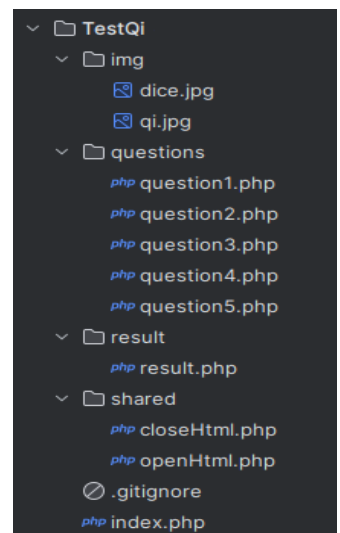 TestQi
img
dice.jpg
qi.jpg
questions
php question1.php
php question2.php
php question3.php
php question4.php
php question5.php
result
php result.php
shared
php closeHtml.php
php openHtml.php
.gitignore
php index.php